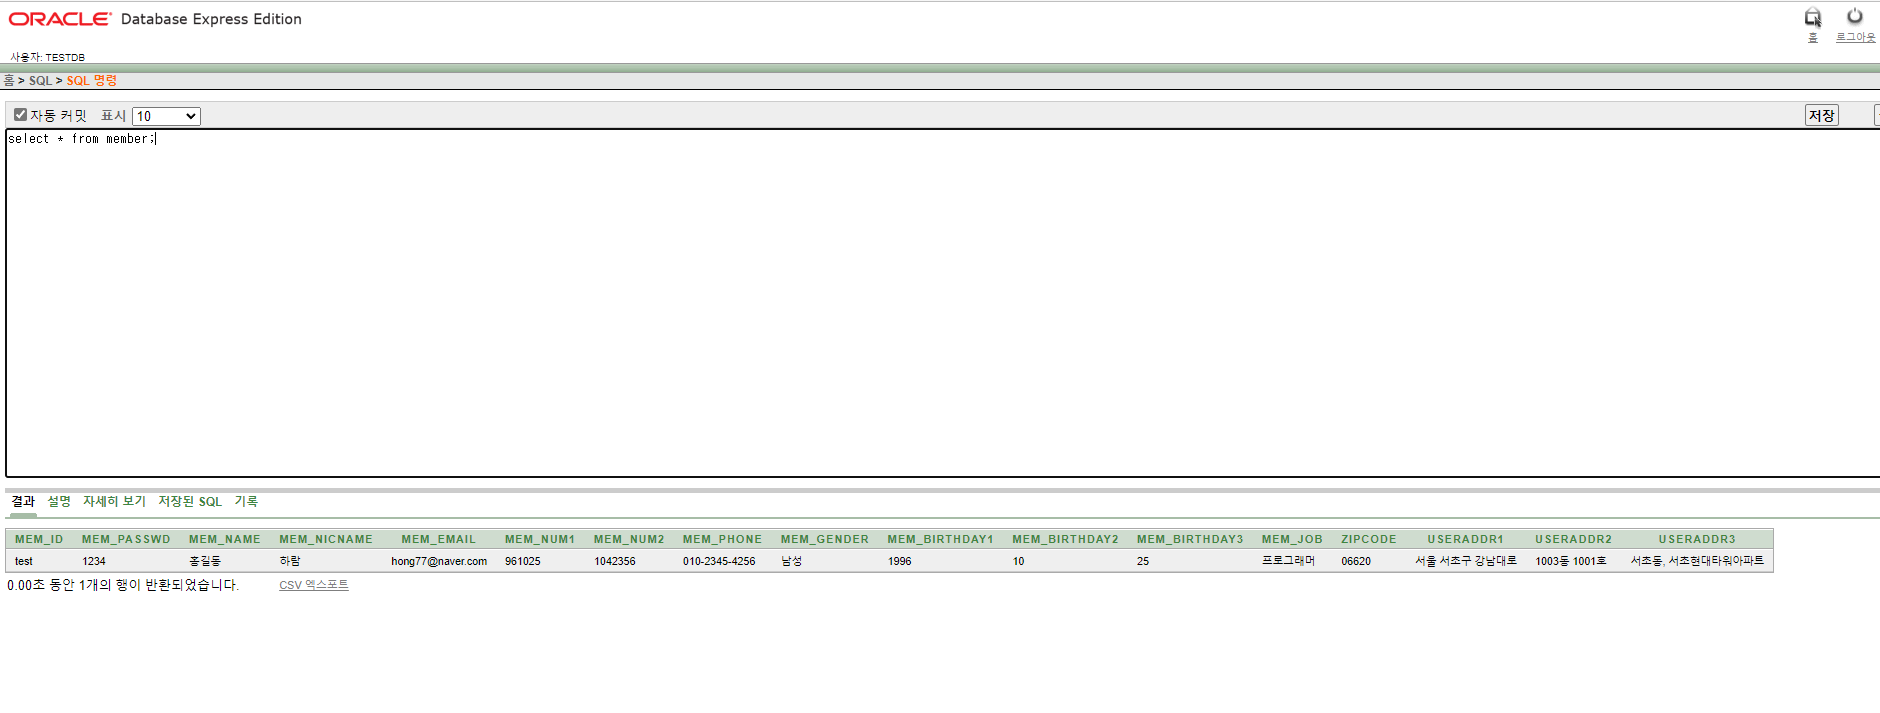 ORACLE Database Express Edition
홈 로그아웃
사용자: TESTDB
홈 > SQL > SQL 명령
자동 커밋 표시 10 저장
select * from member;
결과 설명 자세히 보기 저장된 SQL 기록
MEM_ID MEM_PASSWD MEM_NAME MEM_NICNAME MEM_EMAIL MEM_NUM1 MEM_NUM2 MEM_PHONE MEM_GENDER MEM_BIRTHDAY1 MEM_BIRTHDAY2 MEM_BIRTHDAY3 MEM_JOB ZIPCODE USERADDR1 USERADDR2 USERADDR3
test 1234 홍길동 하람 hong77@naver.com 961025 1042356 010-2345-4256 남성 1996 10 25 프로그래머 06620 서울 서초구 강남대로 1003동 1001호 서초동, 서초현대타워아파트
0.00초 동안 1개의 행이 반환되었습니다. CSV 엑스포트